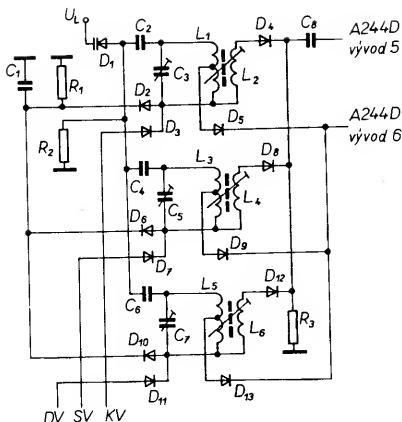 U_L
C_2
L_1
D_4
C_8
A244D
vývod 5
C_1
R_1
D_1
C_3
L_2
D_2
D_3
D_5
A244D
vývod 6
R_2
L_3
D_8
C_4
C_5
L_4
D_6
D_7
D_9
L_5
D_12
C_6
C_7
L_6
R_3
D_10
D_11
D_13
DV SV KV